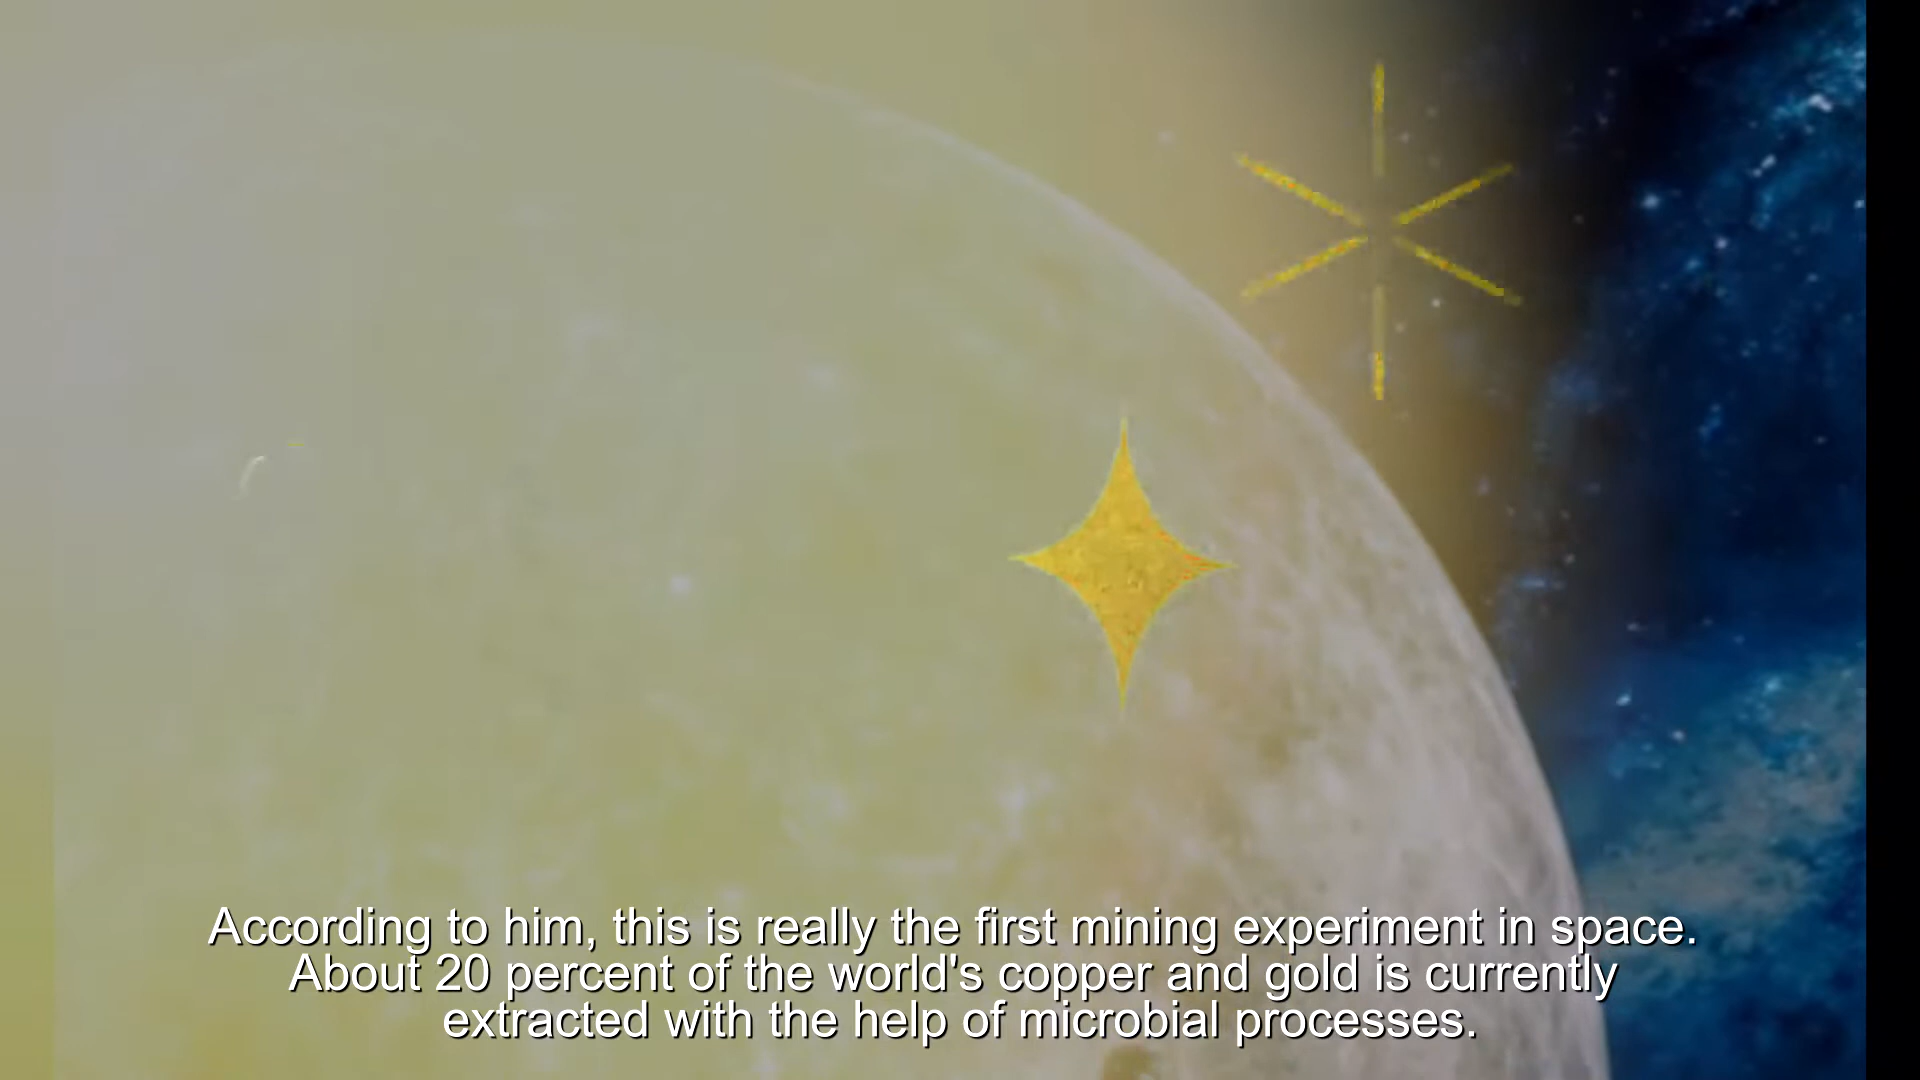 According to him, this is really the first mining experiment in space.
About 20 percent of the world's copper and gold is currently
extracted with the help of microbial processes.